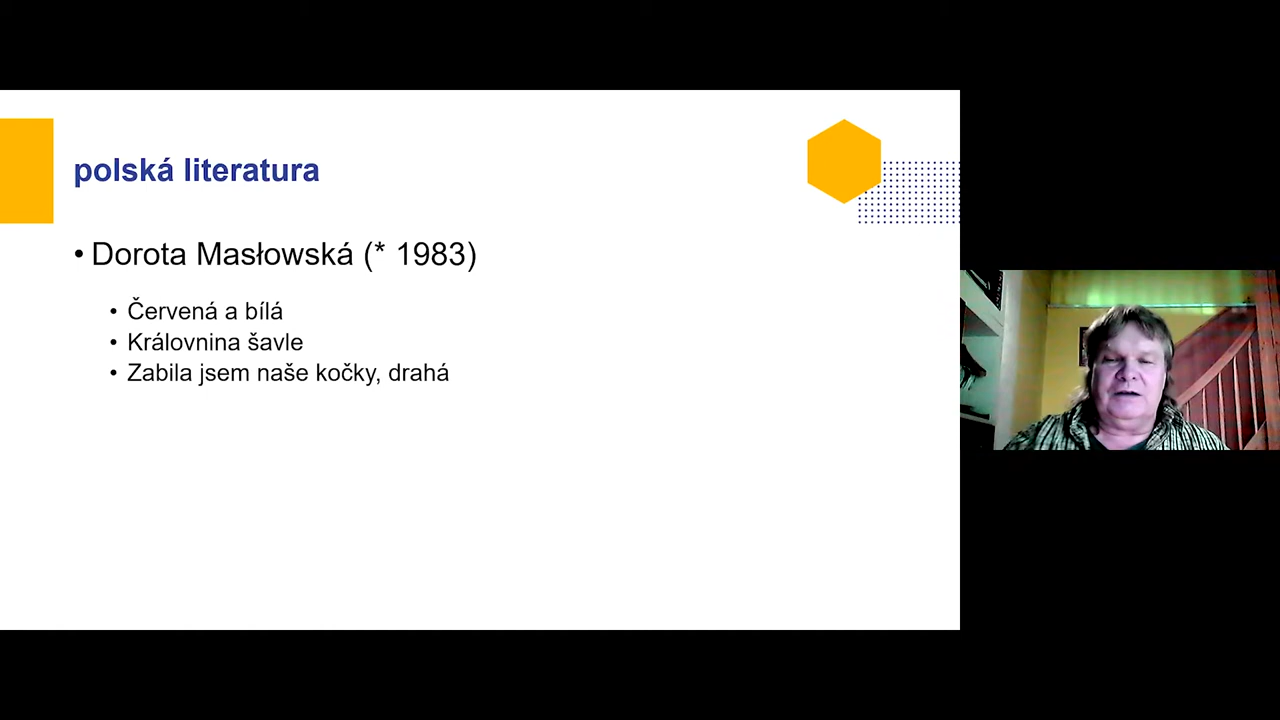 polská literatura
• Dorota Masłowská (* 1983)
• Červená a bílá
• Královnina šavle
• Zabila jsem naše kočky, drahá